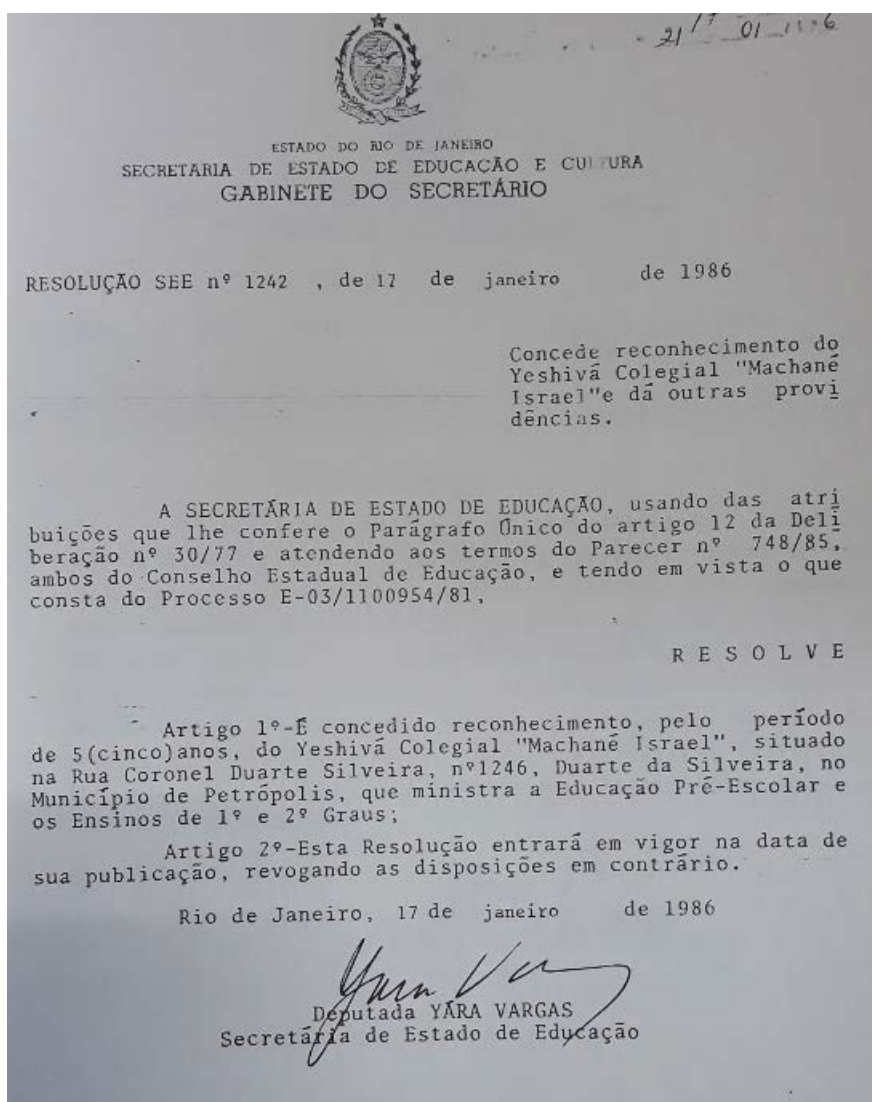 21 01 1986
ESTADO DO RIO DE JANEIRO
SECRETARIA DE ESTADO DE EDUCAÇÃO E CULTURA
GABINETE DO SECRETÁRIO
RESOLUÇÃO SEE nº 1242 , de 17 de janeiro de 1986
Concede reconhecimento do
Yeshivá Colegial "Machané
Israel"e dá outras provi
dências.
A SECRETÁRIA DE ESTADO DE EDUCAÇÃO, usando das atri
buições que lhe confere o Parágrafo Único do artigo 12 da Deli
beração nº 30/77 e atendendo aos termos do Parecer nº 748/85,
ambos do Conselho Estadual de Educação, e tendo em vista o que
consta do Processo E-03/1100954/81,
R E S O L V E
Artigo 1º-É concedido reconhecimento, pelo período
de 5(cinco)anos, do Yeshivá Colegial "Machané Israel", situado
na Rua Coronel Duarte Silveira, nº1246, Duarte da Silveira, no
Município de Petrópolis, que ministra a Educação Pré-Escolar e
os Ensinos de 1º e 2º Graus;
Artigo 2º-Esta Resolução entrará em vigor na data de
sua publicação, revogando as disposições em contrário.
Rio de Janeiro, 17 de janeiro de 1986
Yara
Deputada YÁRA VARGAS
Secretária de Estado de Educação